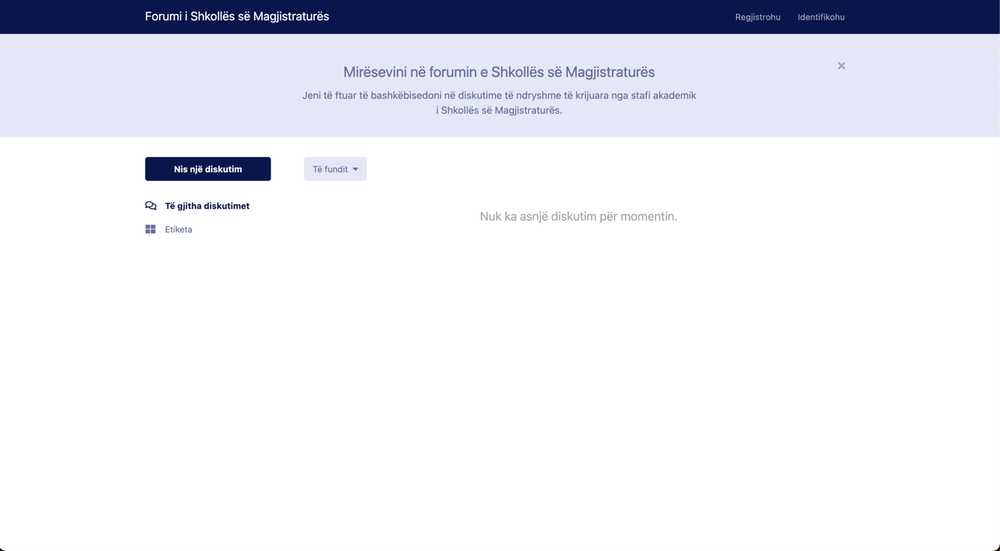 Forumi i Shkollës së Magjistraturës
Regjistrohu
Identifikohu
Mirësevini në forumin e Shkollës së Magjistraturës
Jeni të ftuar të bashkëbisedoni në diskutime të ndryshme të krijuara nga stafi akademik
i Shkollës së Magjistraturës.
Nis një diskutim
Të fundit
Të gjitha diskutimet
Etiketa
Nuk ka asnjë diskutim për momentin.